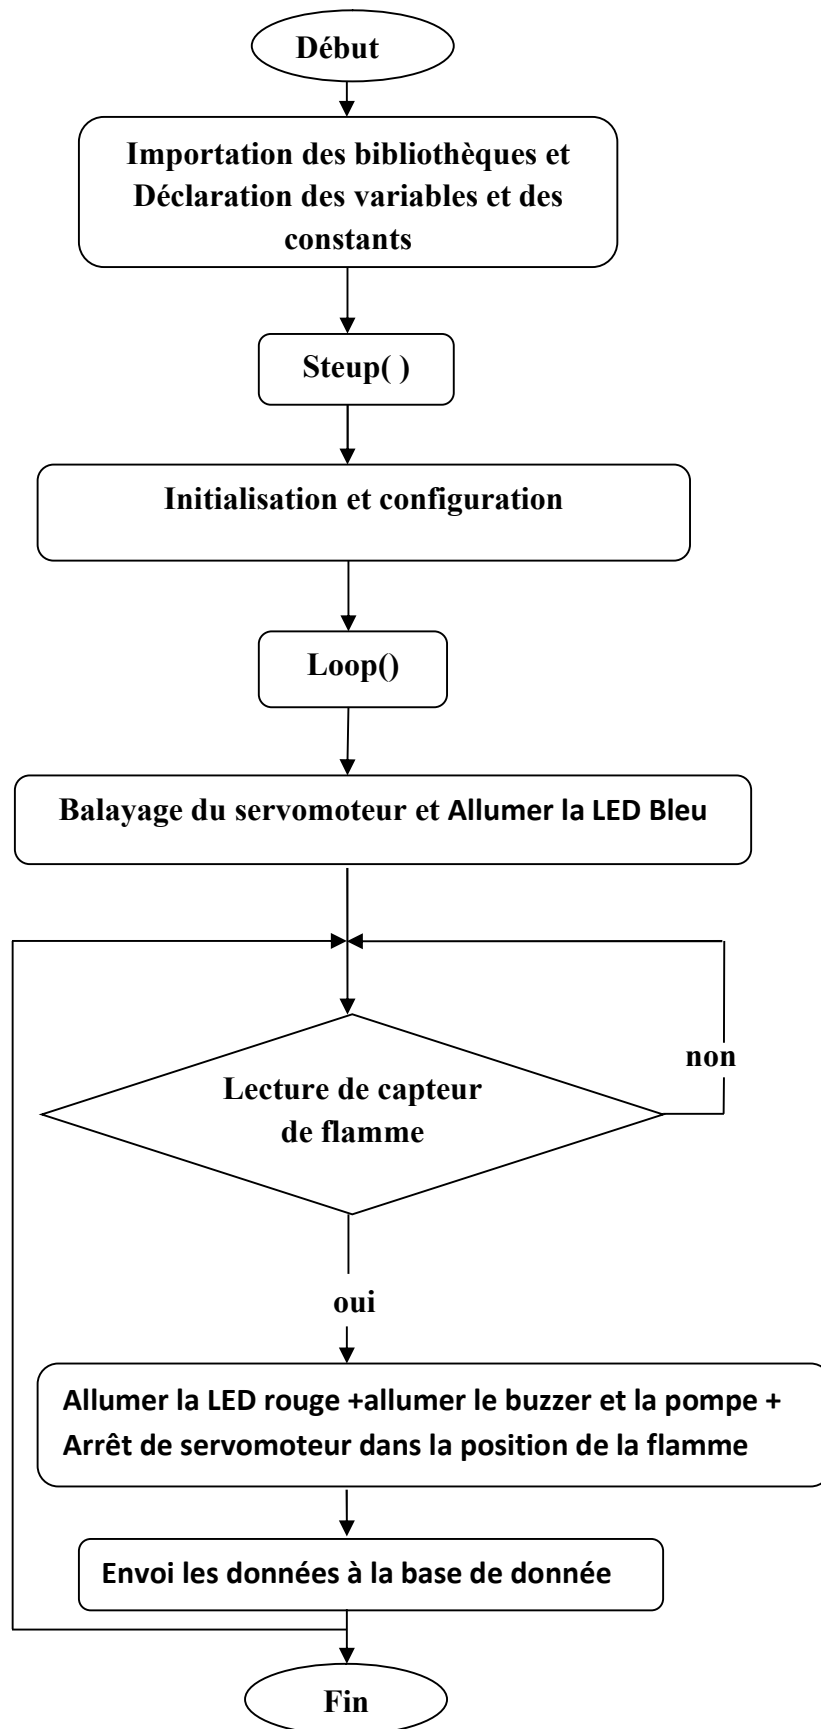 Début
Importation des bibliothèques et
Déclaration des variables et des
constants
Steup( )
Initialisation et configuration
Loop()
Balayage du servomoteur et Allumer la LED Bleu
non
Lecture de capteur
de flamme
oui
Allumer la LED rouge +allumer le buzzer et la pompe +
Arrêt de servomoteur dans la position de la flamme
Envoi les données à la base de donnée
Fin